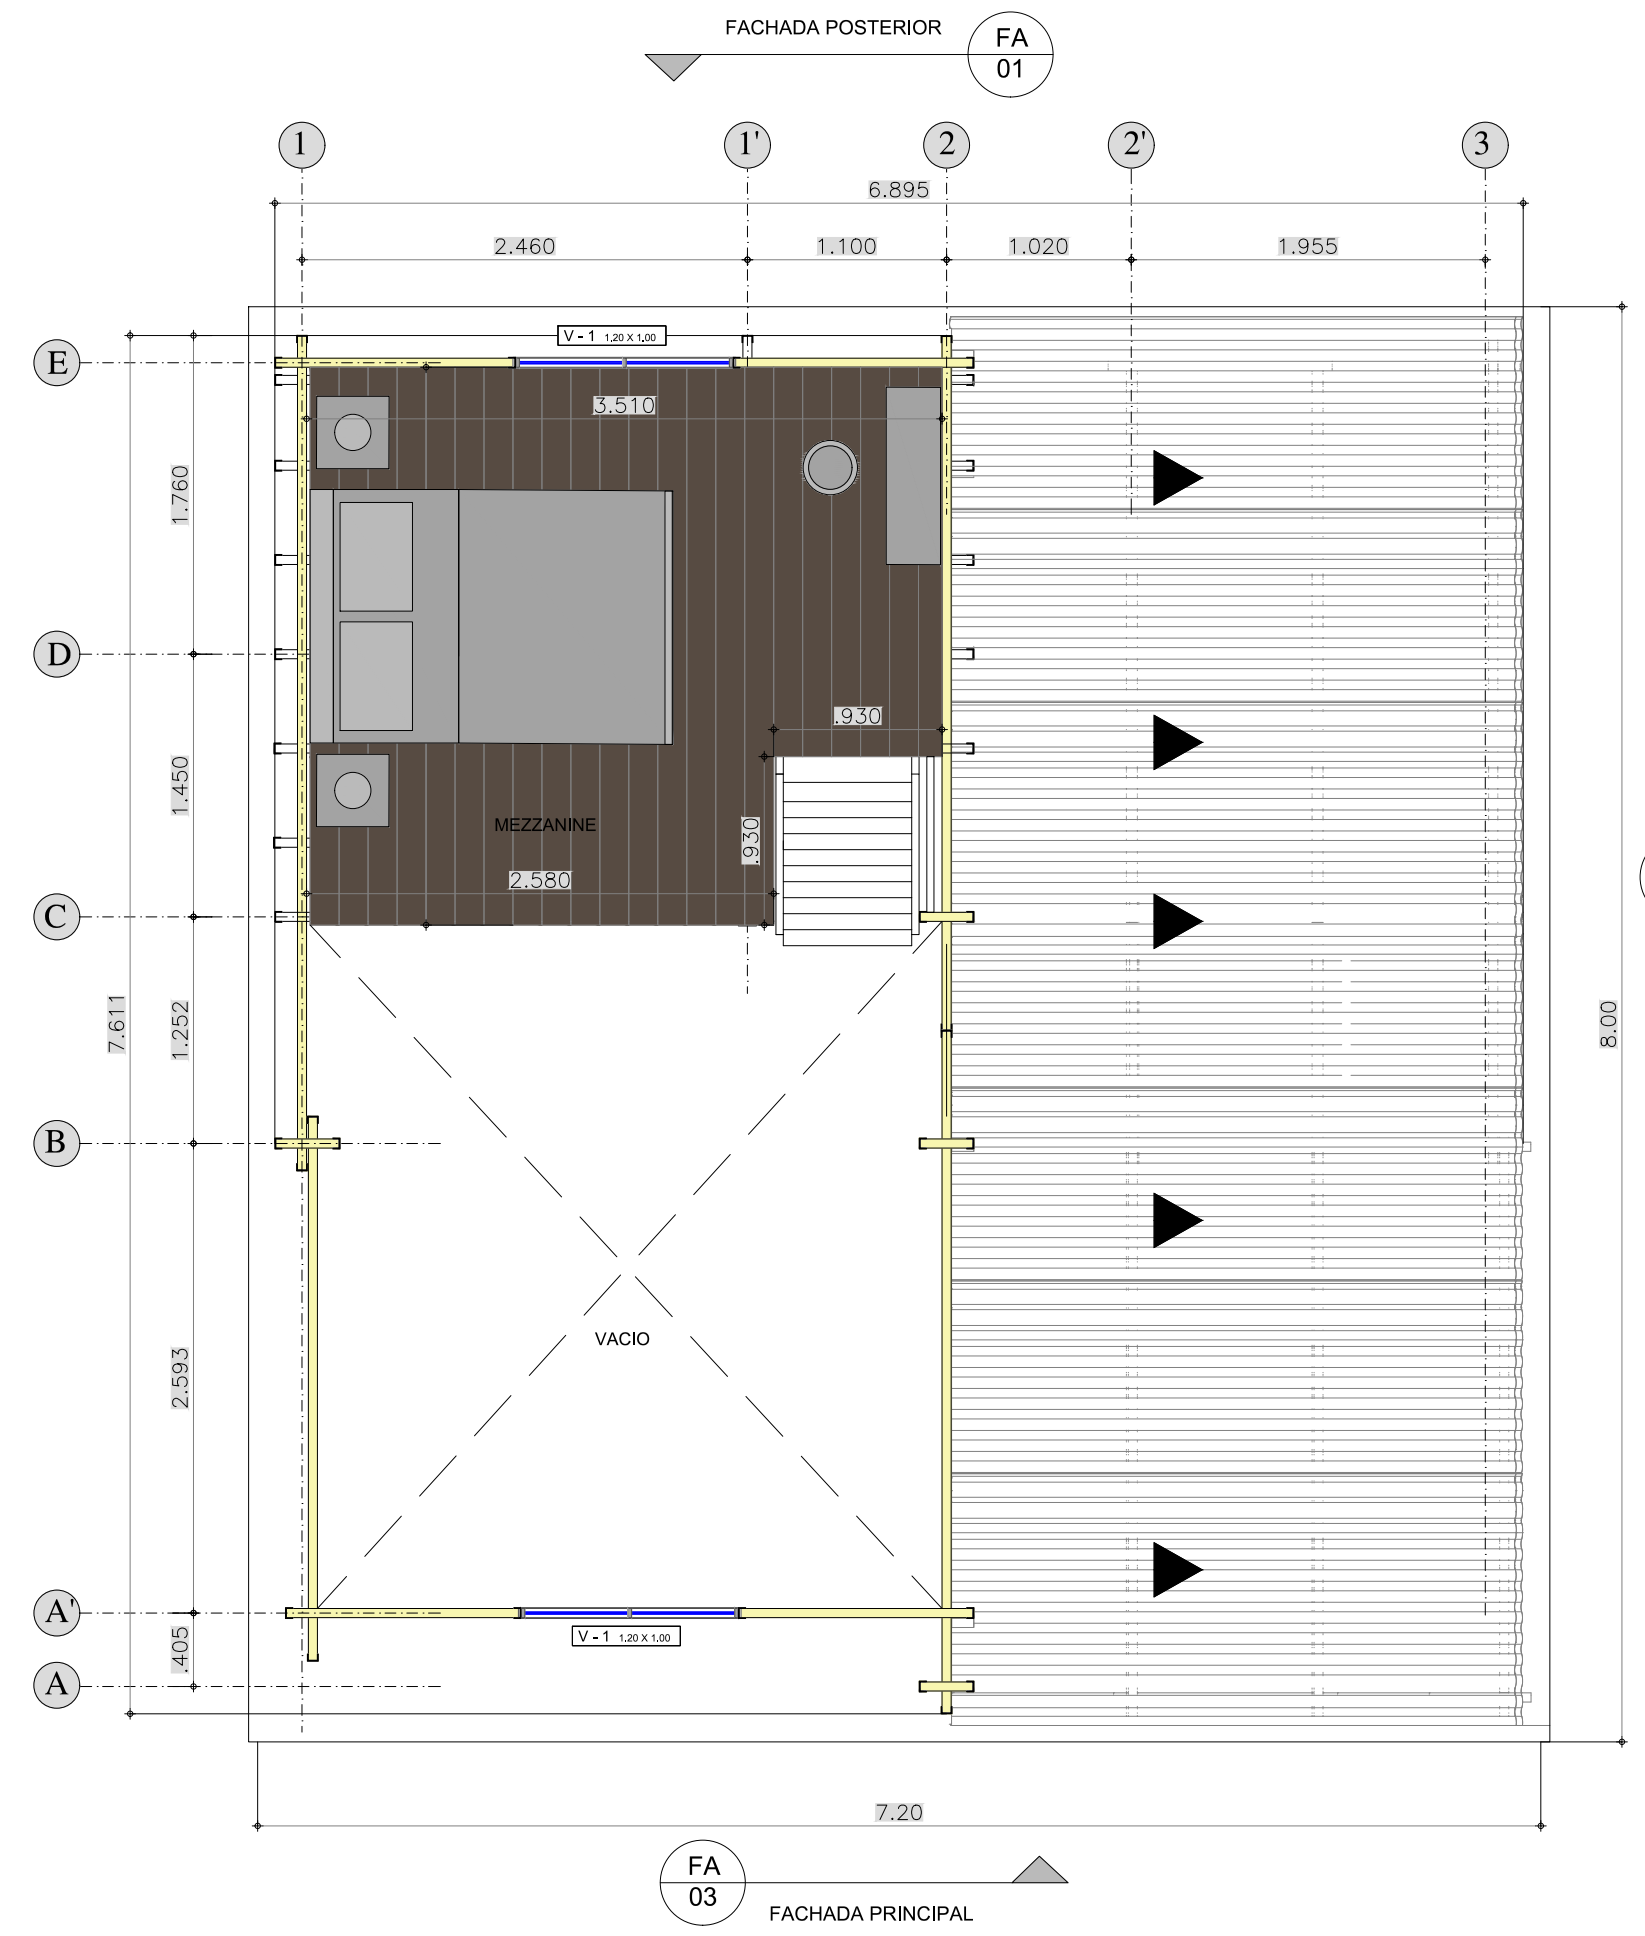 FACHADA POSTERIOR
FA
01
1
1'
2
2'
3
6.895
2.460
1.100
1.020
1.955
V - 1 1,20 X 1.00
E
3.510
1.760
D
.930
1.450
MEZZANINE
.930
2.580
C
7.611
1.252
8.00
B
VACIO
2.593
A'
V - 1 1.20 X 1.00
.405
A
7.20
FA
03
FACHADA PRINCIPAL